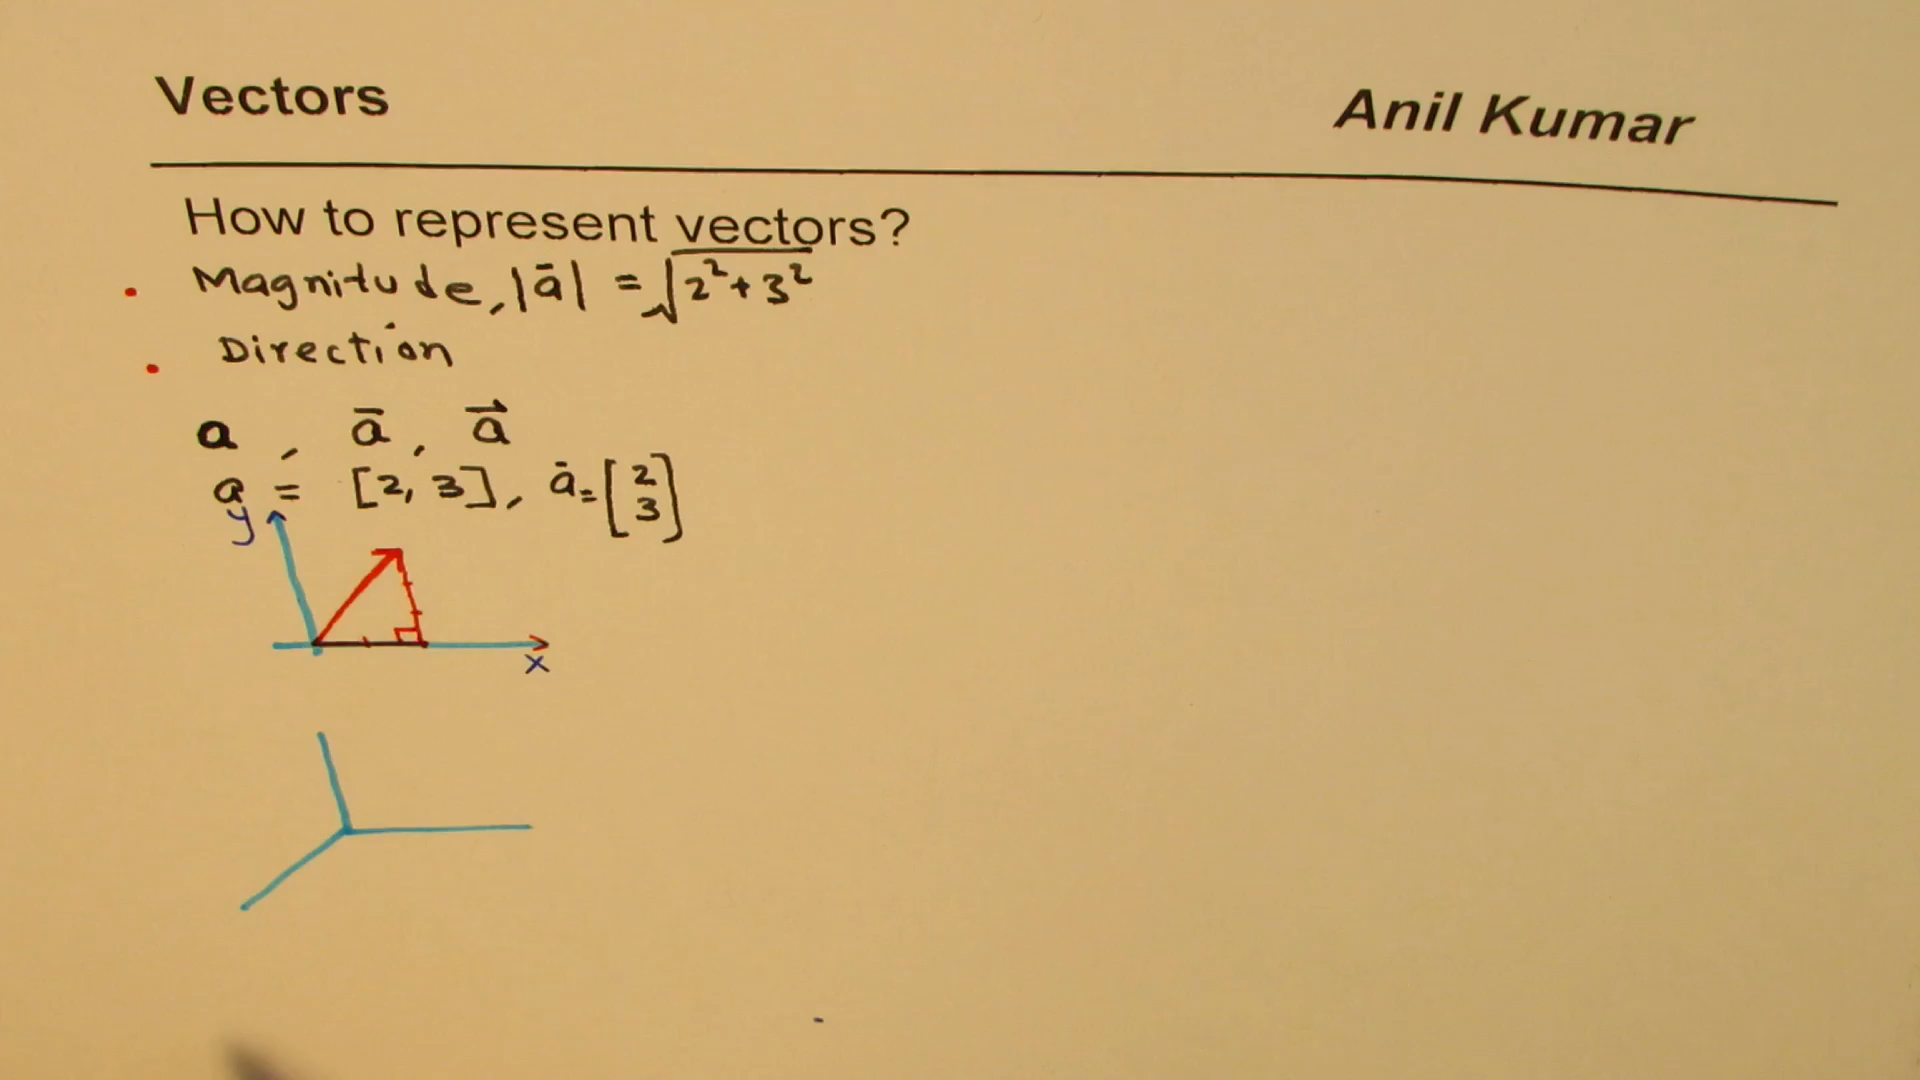 Vectors
Anil Kumar
How to represent vectors?
. Magnitude, |ā| = √2²+3²
. Direction
a, ā, a⃗
a = [2, 3], ā = [2 3]
y
x